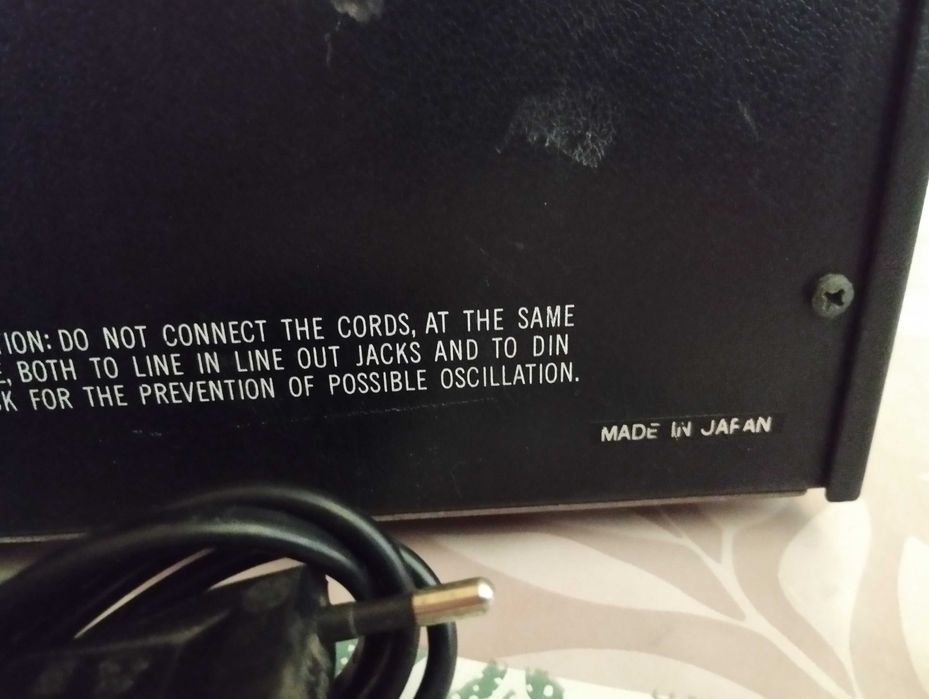 TION: DO NOT CONNECT THE CORDS, AT THE SAME
E, BOTH TO LINE IN LINE OUT JACKS AND TO DIN
K FOR THE PREVENTION OF POSSIBLE OSCILLATION.
MADE IN JAPAN